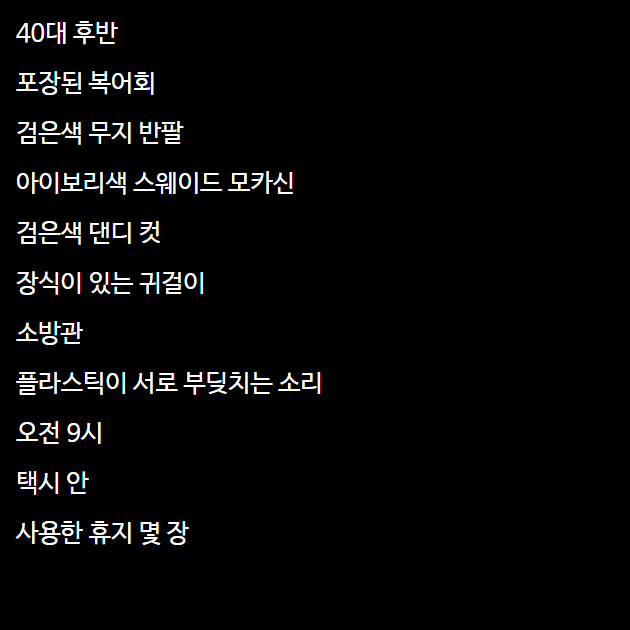 40대 후반
포장된 복어회
검은색 무지 반팔
아이보리색 스웨이드 모카신
검은색 댄디 컷
장식이 있는 귀걸이
소방관
플라스틱이 서로 부딪치는 소리
오전 9시
택시 안
사용한 휴지 몇 장